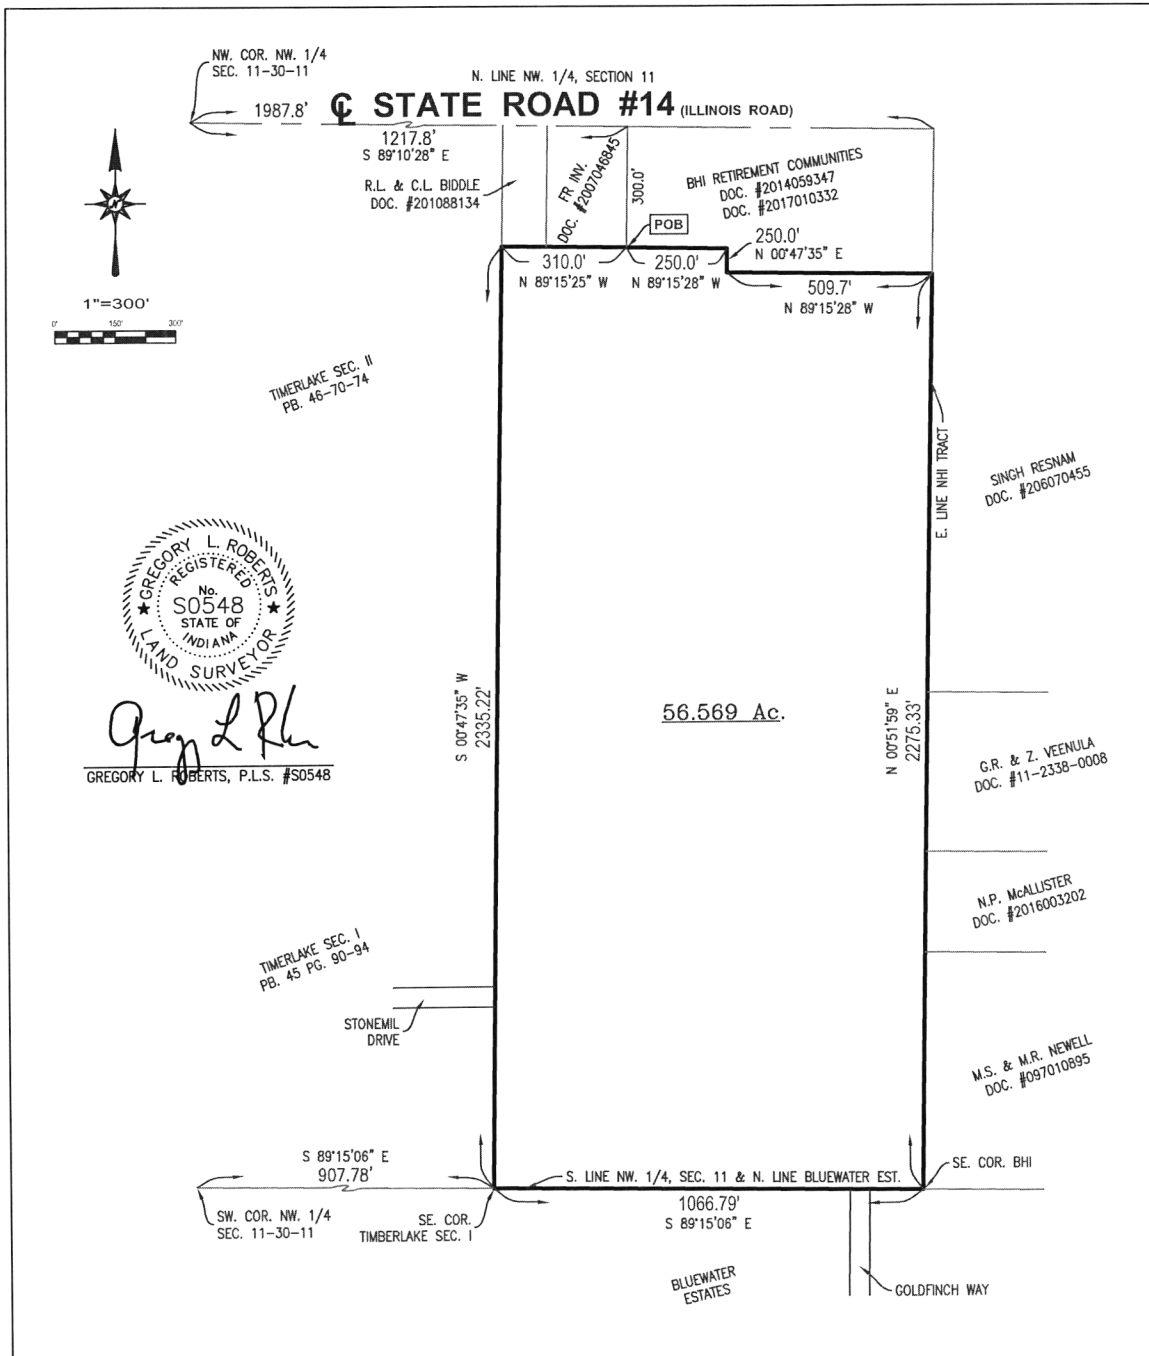 NW. COR. NW. 1/4
SEC. 11-30-11
N. LINE NW. 1/4, SECTION 11
1987.8'
CL STATE ROAD #14 (ILLINOIS ROAD)
1217.8'
S 89°10'28" E
R.L. & C.L. BIDDLE
DOC. #201088134
FR INV.
DOC. #2007046845
300.0'
BHI RETIREMENT COMMUNITIES
DOC. #2014059347
DOC. #2017010332
N
POB
250.0'
N 00°47'35" E
310.0'
N 89°15'25" W
250.0'
N 89°15'28" W
509.7'
N 89°15'28" W
1"=300'
0' 150' 300'
TIMERLAKE SEC. II
PB. 46-70-74
E. LINE NHI TRACT
SINGH RESNAM
DOC. #206070455
GREGORY L. ROBERTS
REGISTERED
No.
S0548
STATE OF
INDIANA
LAND SURVEYOR
GREGORY L. ROBERTS, P.L.S. #S0548
S 00°47'35" W
2335.22'
56.569 Ac.
N 00°51'59" E
2275.33'
G.R. & Z. VEENULA
DOC. #11-2338-0008
N.P. McALLISTER
DOC. #2016003202
TIMERLAKE SEC. I
PB. 45 PG. 90-94
STONEMIL
DRIVE
M.S. & M.R. NEWELL
DOC. #097010895
S 89°15'06" E
907.78'
S. LINE NW. 1/4, SEC. 11 & N. LINE BLUEWATER EST.
SE. COR. BHI
1066.79'
S 89°15'06" E
SW. COR. NW. 1/4
SEC. 11-30-11
SE. COR.
TIMBERLAKE SEC. I
BLUEWATER
ESTATES
GOLDFINCH WAY